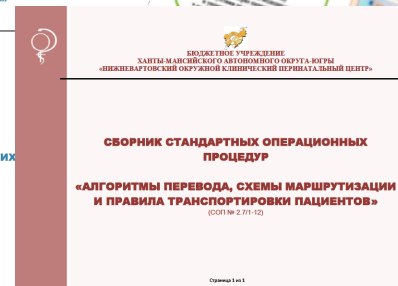 БЮДЖЕТНОЕ УЧРЕЖДЕНИЕ
ХАНТЫ-МАНСИЙСКОГО АВТОНОМНОГО ОКРУГА-ЮГРЫ
«НИЖНЕВАРТОВСКИЙ ОКРУЖНОЙ КЛИНИЧЕСКИЙ ПЕРИНАТАЛЬНЫЙ ЦЕНТР»
их
СБОРНИК СТАНДАРТНЫХ ОПЕРАЦИОННЫХ
ПРОЦЕДУР
«АЛГОРИТМЫ ПЕРЕВОДА, СХЕМЫ МАРШРУТИЗАЦИИ
И ПРАВИЛА ТРАНСПОРТИРОВКИ ПАЦИЕНТОВ»
(СОП № 2.7/1-12)
Страница 1 из 1